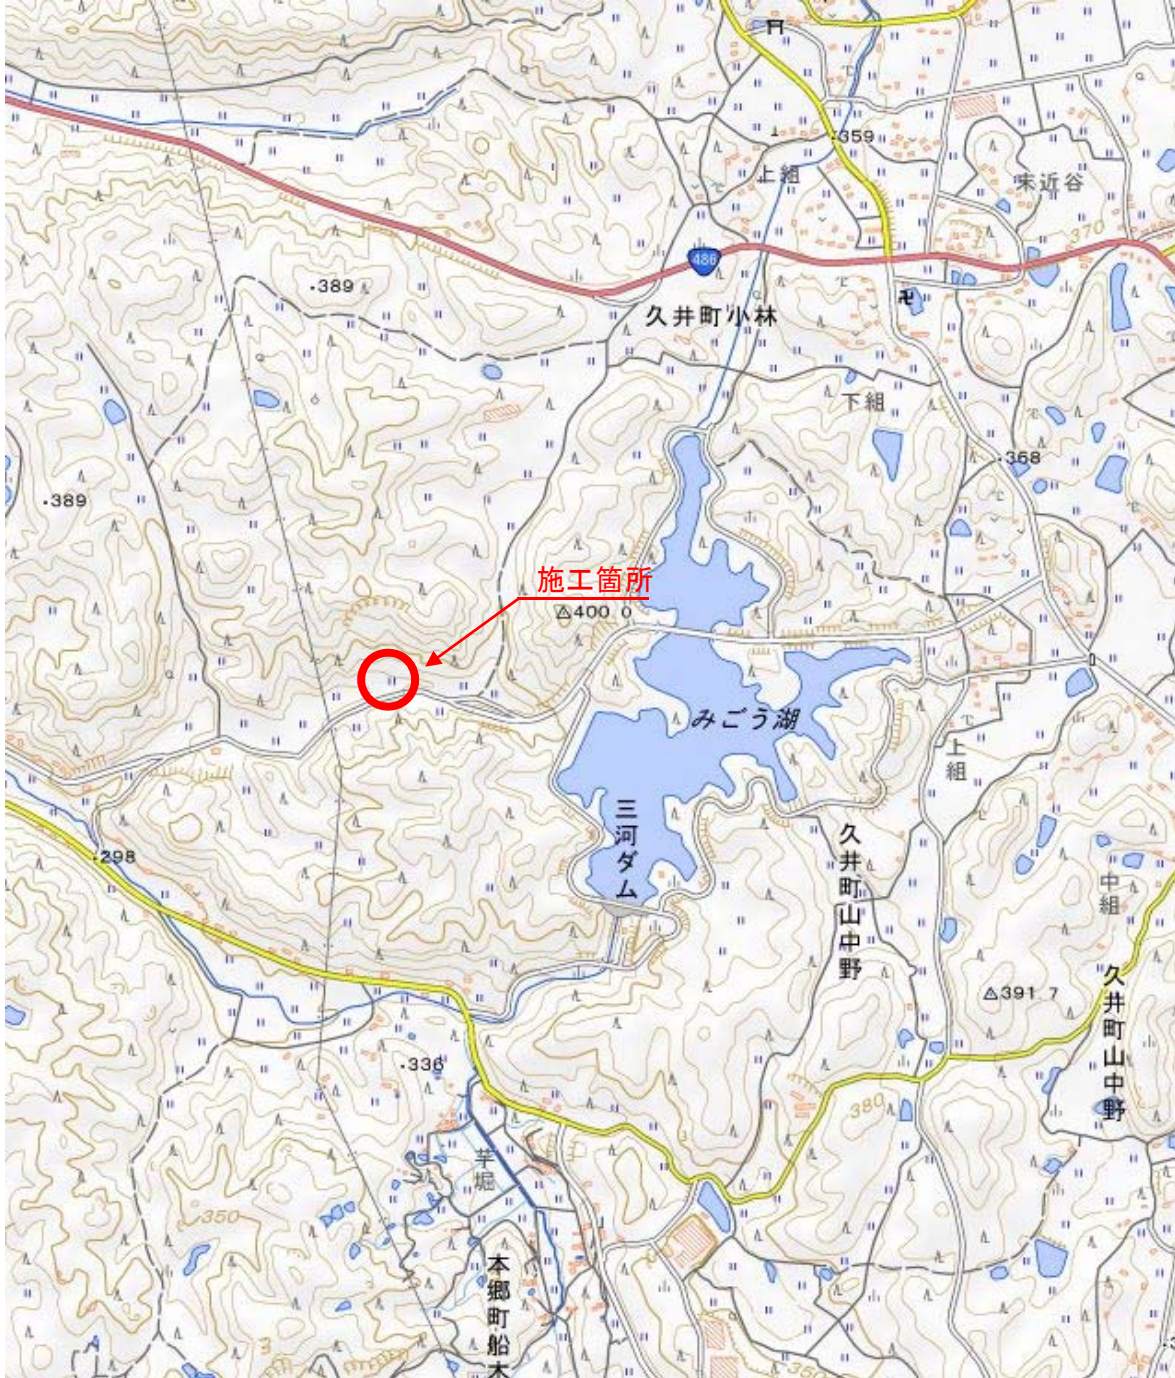 359
上組
末近谷
370
486
389
久井町小林
下組
368
389
施工箇所
400.0
みごう湖
上組
三河ダム
久井町山中野
298
中組
391.7
久井町山中野
336
380
芋堀
350
本郷町船木
350